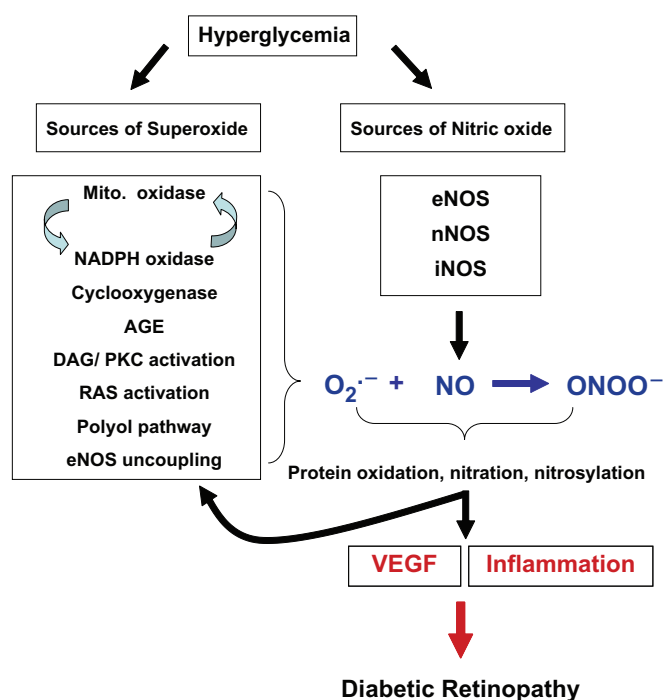 Hyperglycemia
Sources of Superoxide
Sources of Nitric oxide
Mito. oxidase
NADPH oxidase
Cyclooxygenase
AGE
DAG/ PKC activation
RAS activation
Polyol pathway
eNOS uncoupling
eNOS
nNOS
iNOS
O₂·⁻ + NO ONOO⁻
Protein oxidation, nitration, nitrosylation
VEGF
Inflammation
Diabetic Retinopathy